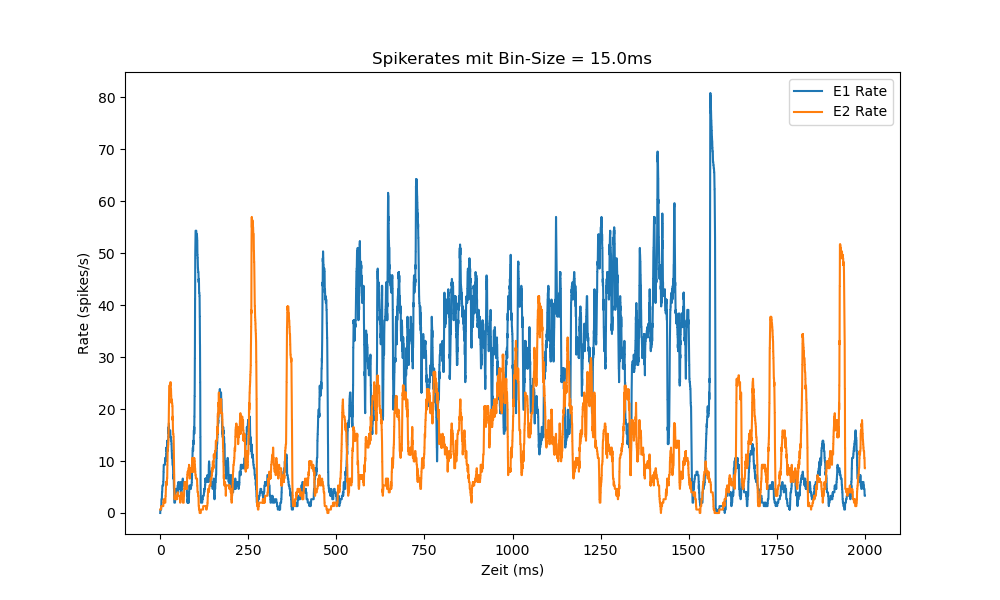 Spikerates mit Bin-Size = 15.0ms
E1 Rate
E2 Rate
80
70
60
50
40
30
20
10
0
Rate (spikes/s)
0 250 500 750 1000 1250 1500 1750 2000
Zeit (ms)